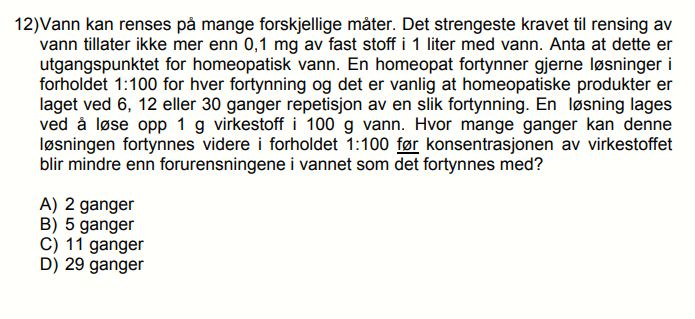 12)Vann kan renses på mange forskjellige måter. Det strengeste kravet til rensing av
vann tillater ikke mer enn 0,1 mg av fast stoff i 1 liter med vann. Anta at dette er
utgangspunktet for homeopatisk vann. En homeopat fortynner gjerne løsninger i
forholdet 1:100 for hver fortynning og det er vanlig at homeopatiske produkter er
laget ved 6, 12 eller 30 ganger repetisjon av en slik fortynning. En løsning lages
ved å løse opp 1 g virkestoff i 100 g vann. Hvor mange ganger kan denne
løsningen fortynnes videre i forholdet 1:100 før konsentrasjonen av virkestoffet
blir mindre enn forurensningene i vannet som det fortynnes med?
A) 2 ganger
B) 5 ganger
C) 11 ganger
D) 29 ganger